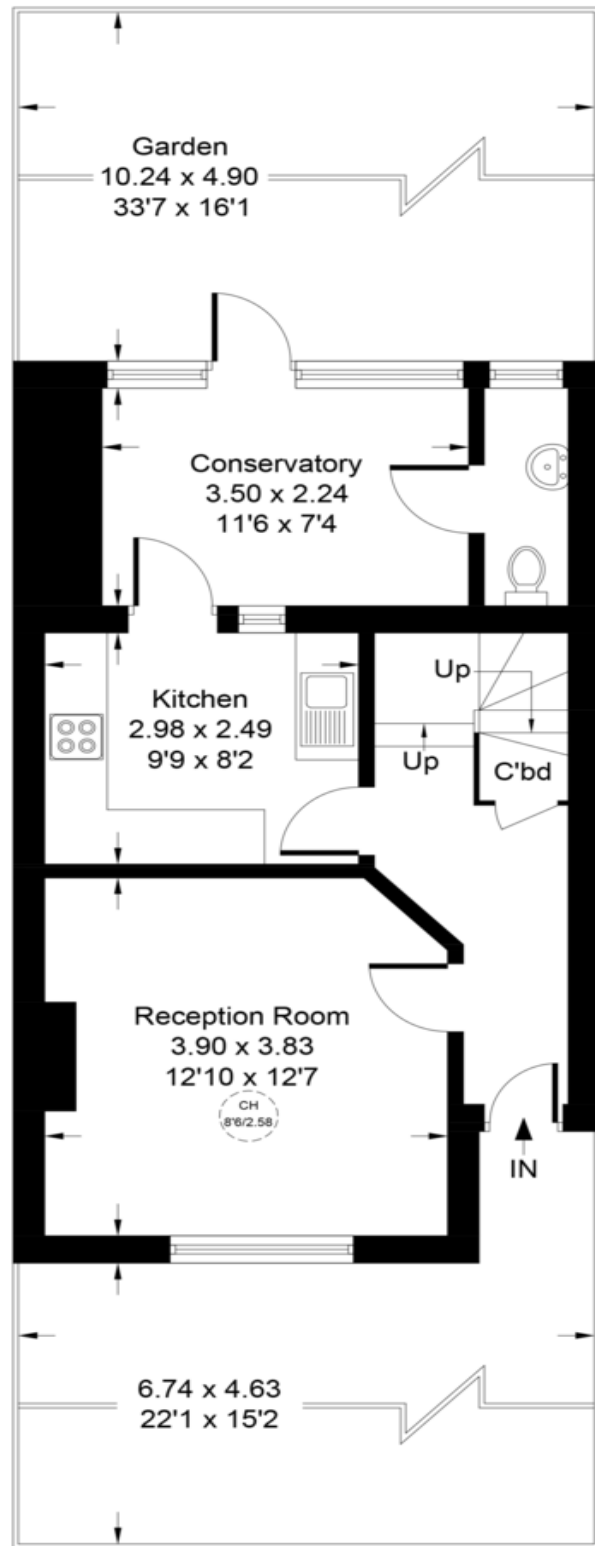 Garden
10.24 x 4.90
33'7 x 16'1
Conservatory
3.50 x 2.24
11'6 x 7'4
Kitchen
2.98 x 2.49
9'9 x 8'2
Up
Up
C'bd
Reception Room
3.90 x 3.83
12'10 x 12'7
CH
8'6/2.58
IN
6.74 x 4.63
22'1 x 15'2